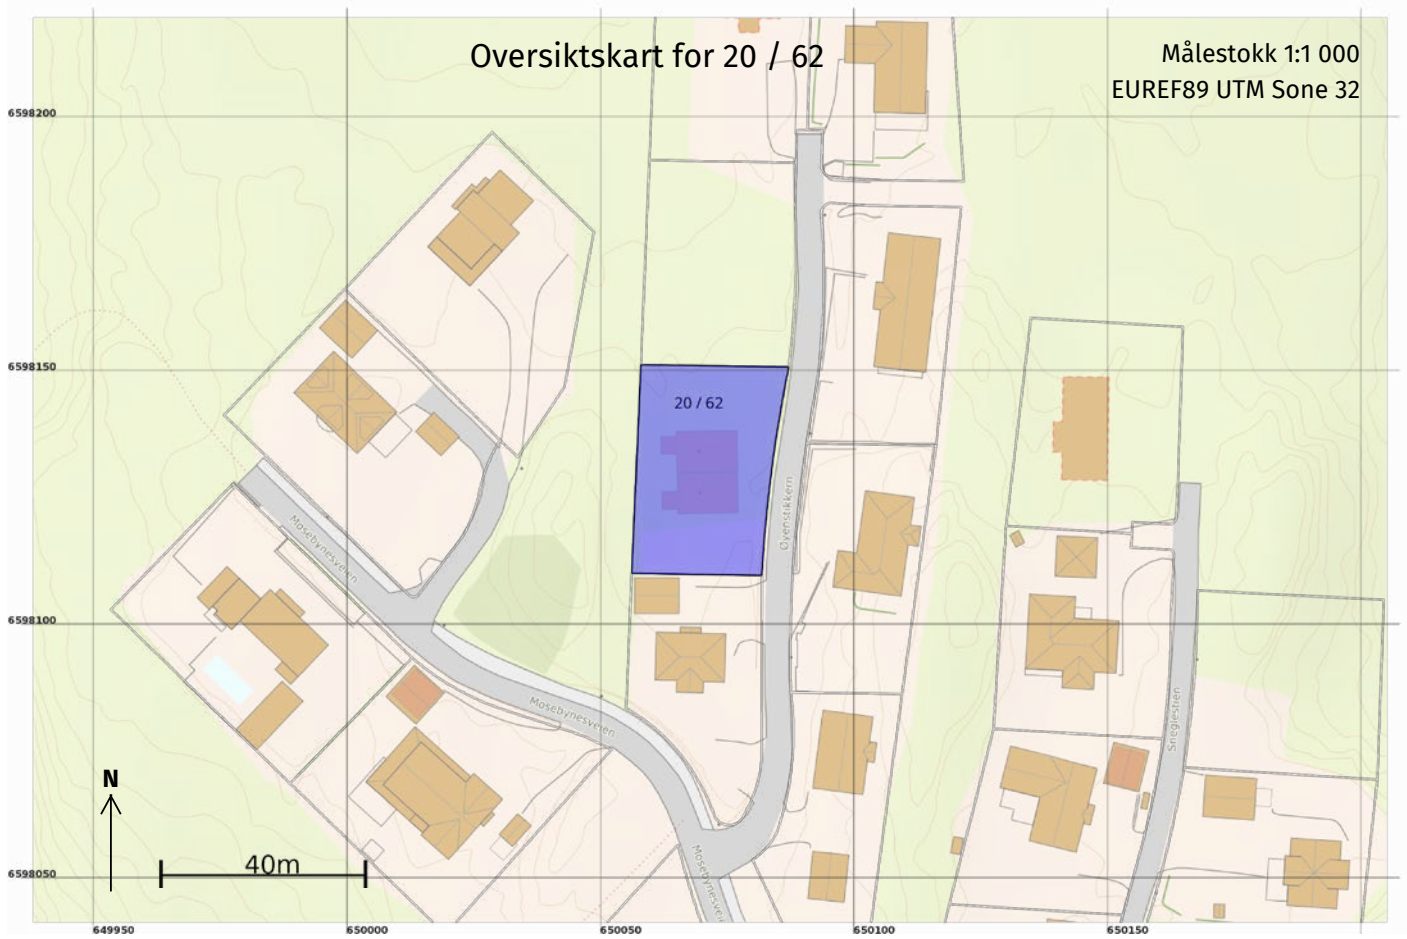 Oversiktskart for 20 / 62
Målestokk 1:1 000
EUREF89 UTM Sone 32
6598200
6598150
20 / 62
Øyenstikkern
Mosebynesveien
6598100
Mosebynesveien
Sneglestien
N
40m
Mosebynesvei
6598050
649950
650000
650050
650100
650150